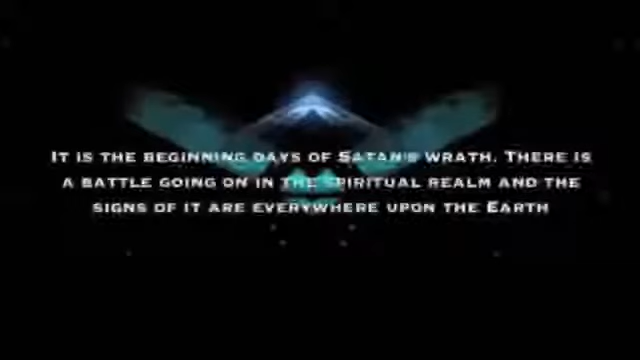 It is the beginning days of Satan's wrath. There is
a battle going on in the spiritual realm and the
signs of it are everywhere upon the Earth